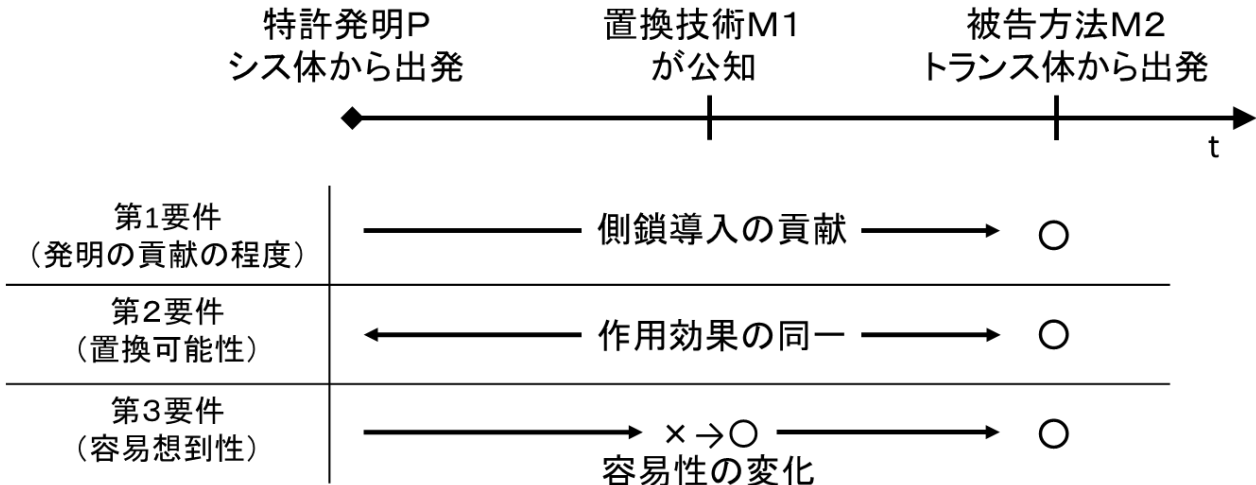 特許発明P
シス体から出発
置換技術M1
が公知
被告方法M2
トランス体から出発
t
第1要件
（発明の貢献の程度）
側鎖導入の貢献
○
第2要件
（置換可能性）
作用効果の同一
○
第3要件
（容易想到性）
×→○
容易性の変化
○